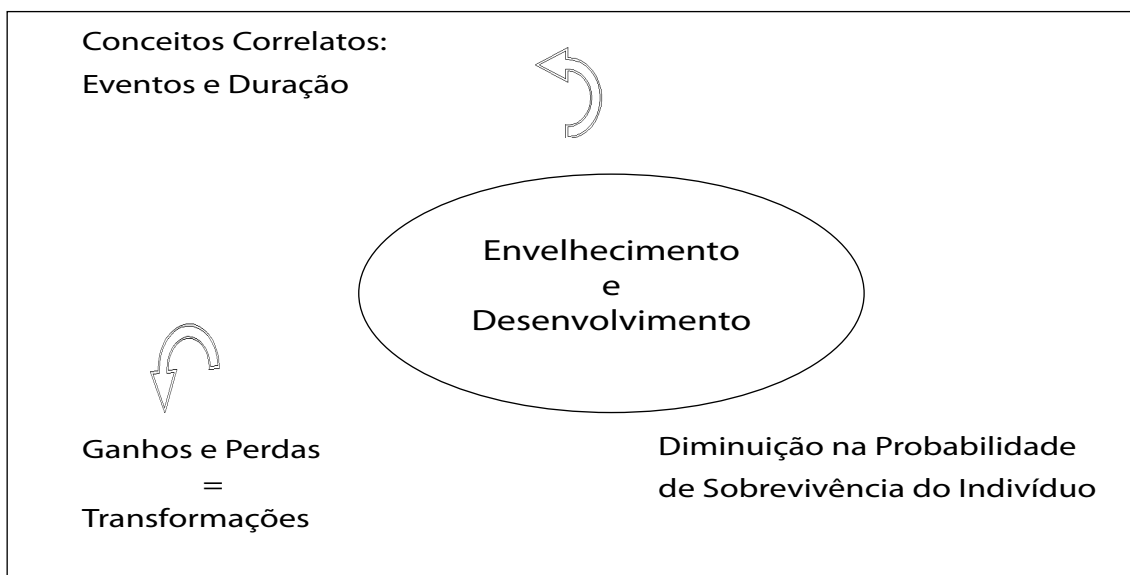 Conceitos Correlatos:
Eventos e Duração
Envelhecimento
e
Desenvolvimento
Ganhos e Perdas
=
Transformações
Diminuição na Probabilidade
de Sobrevivência do Indivíduo